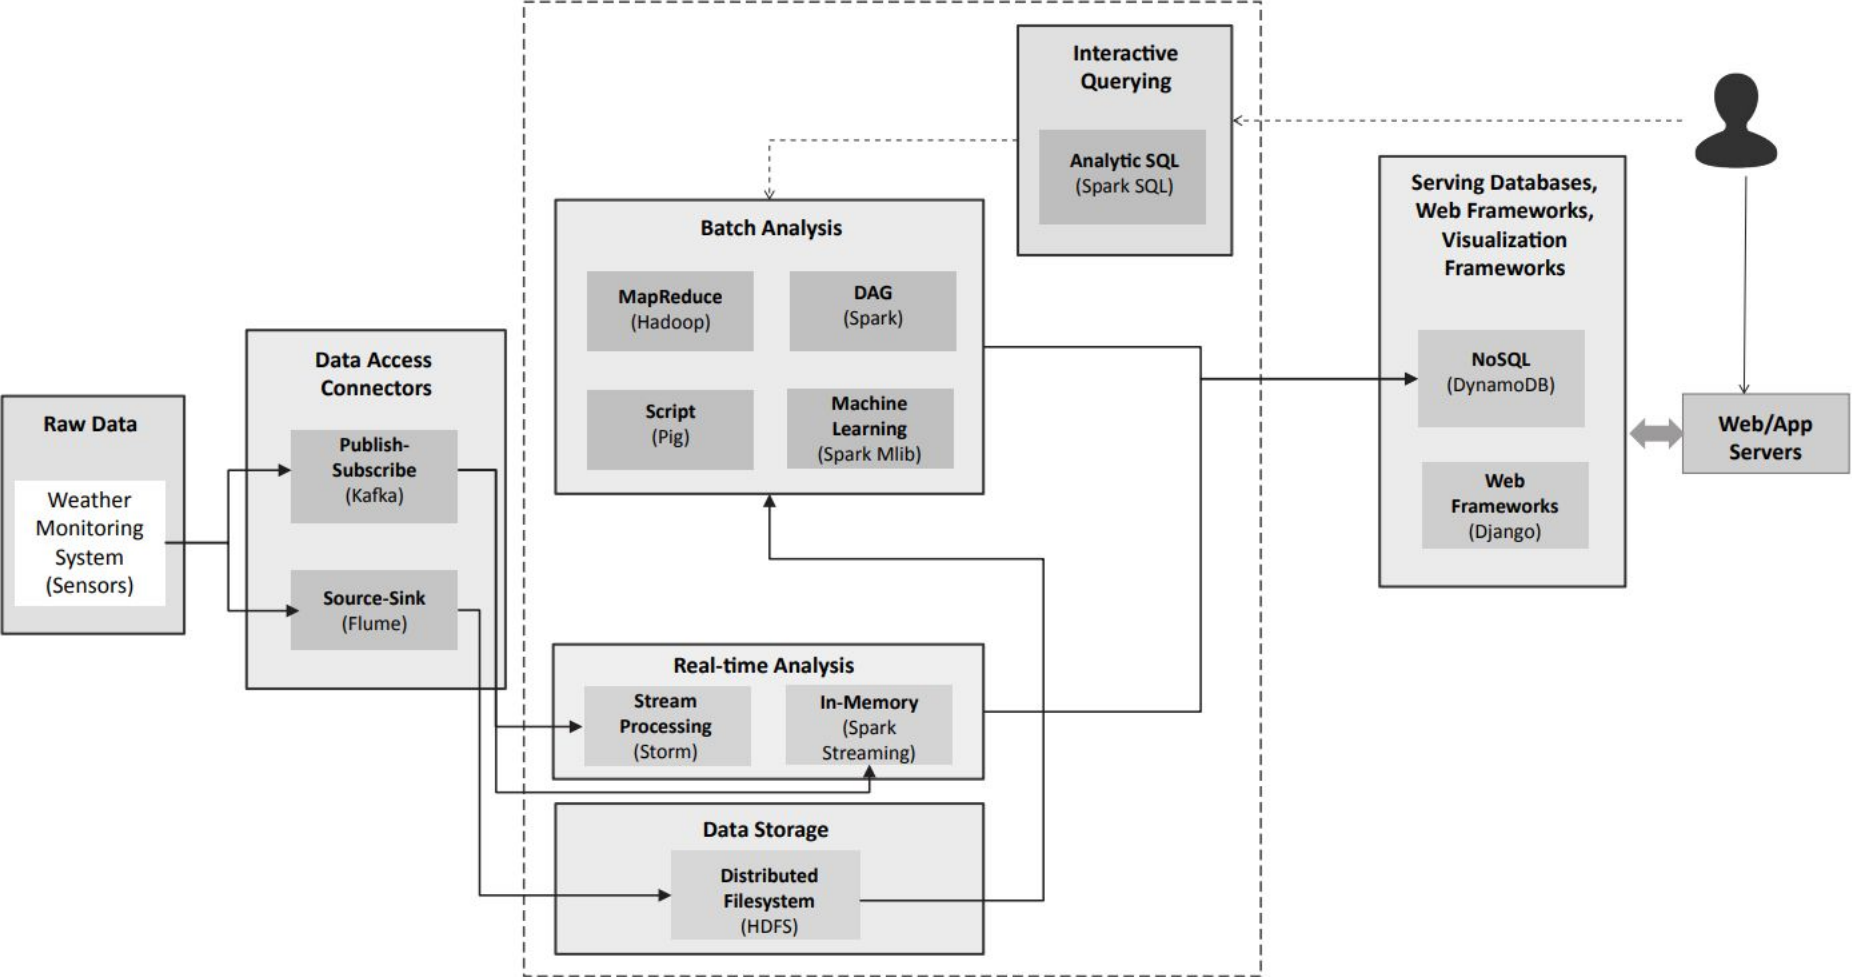 Raw Data
Weather
Monitoring
System
(Sensors)
Data Access
Connectors
Publish-
Subscribe
(Kafka)
Source-Sink
(Flume)
Interactive
Querying
Analytic SQL
(Spark SQL)
Batch Analysis
MapReduce
(Hadoop)
DAG
(Spark)
Script
(Pig)
Machine
Learning
(Spark Mlib)
Real-time Analysis
Stream
Processing
(Storm)
In-Memory
(Spark
Streaming)
Data Storage
Distributed
Filesystem
(HDFS)
Serving Databases,
Web Frameworks,
Visualization
Frameworks
NoSQL
(DynamoDB)
Web
Frameworks
(Django)
Web/App
Servers